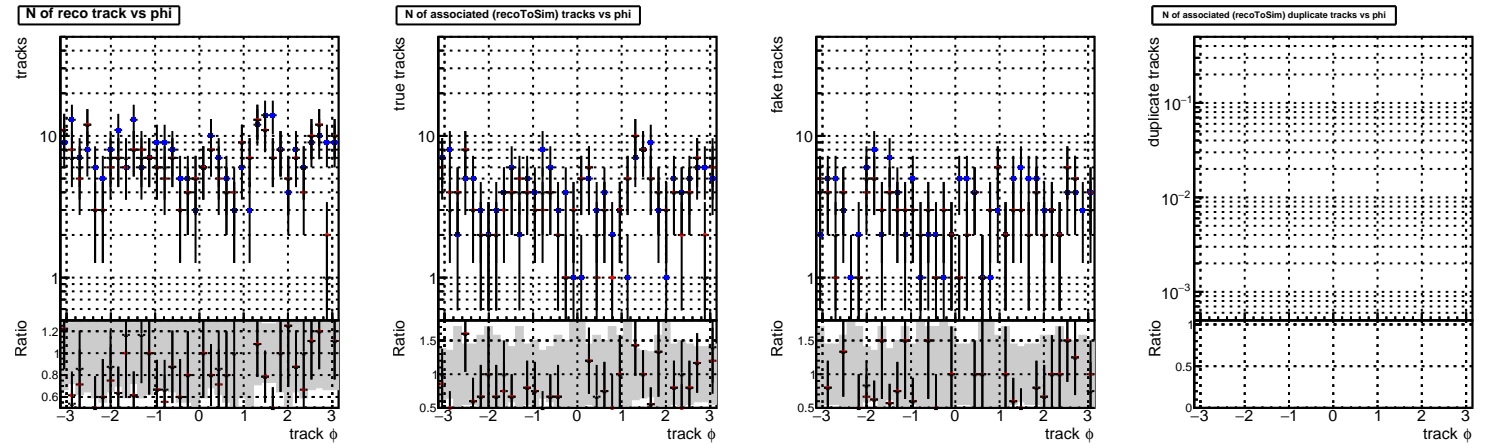 N of reco track vs phi
tracks
10
1
Ratio
1.2
1
0.8
0.6
−3 −2 −1 0 1 2 3
track ϕ
N of associated (recoToSim) tracks vs phi
true tracks
10
1
Ratio
1.5
1
0.5
−3 −2 −1 0 1 2 3
track ϕ
fake tracks
10
1
Ratio
1.5
1
0.5
−3 −2 −1 0 1 2 3
track ϕ
N of associated (recoToSim) duplicate tracks vs phi
duplicate tracks
10−1
10−2
10−3
Ratio
1
0.5
0
−3 −2 −1 0 1 2 3
track ϕ